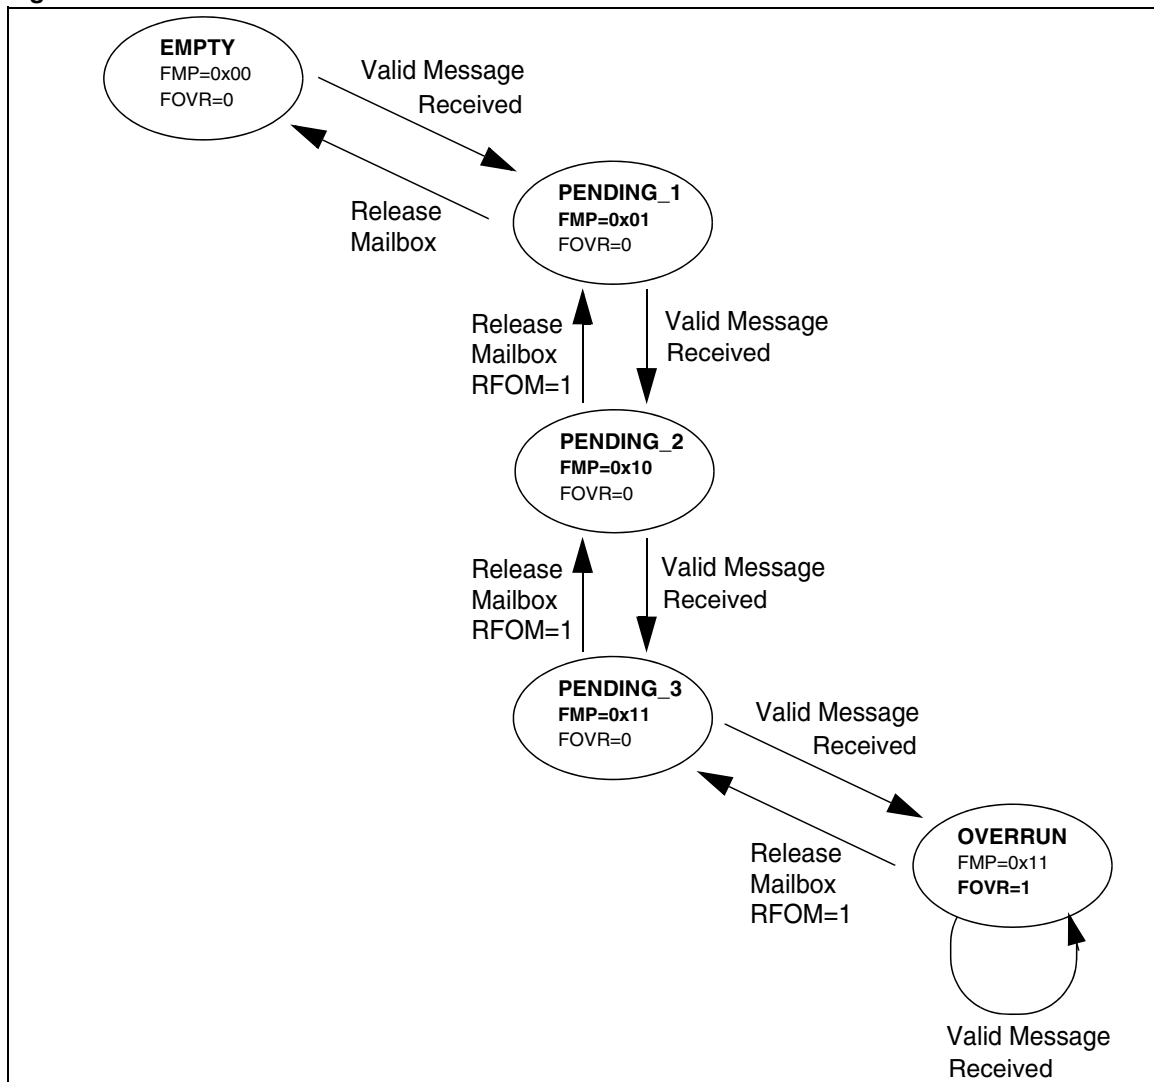 EMPTY
FMP=0x00
FOVR=0
Valid Message
Received
Release
Mailbox
PENDING_1
FMP=0x01
FOVR=0
Release
Mailbox
RFOM=1
Valid Message
Received
PENDING_2
FMP=0x10
FOVR=0
Release
Mailbox
RFOM=1
Valid Message
Received
PENDING_3
FMP=0x11
FOVR=0
Valid Message
Received
Release
Mailbox
RFOM=1
OVERRUN
FMP=0x11
FOVR=1
Valid Message
Received